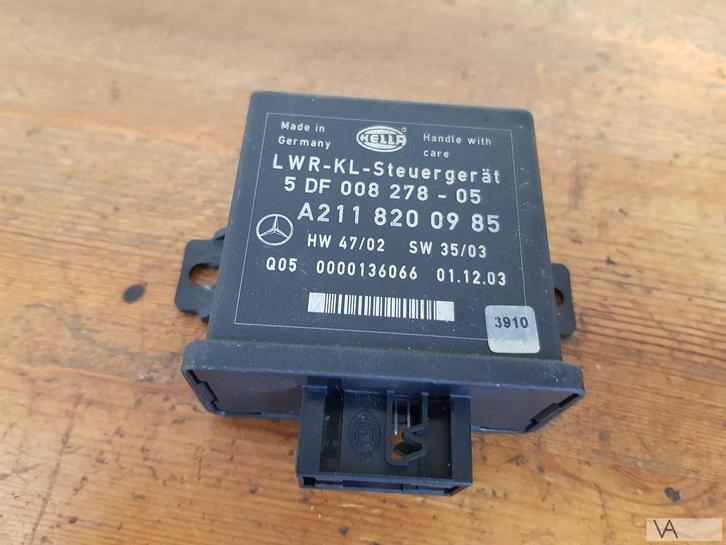 Made in
Germany
HELLA
Handle with
care
LWR-KL-Steuergerät
5 DF 008 278 - 05
A211 820 09 85
HW 47/02 SW 35/03
Q05 0000136066 01.12.03
3910
VA